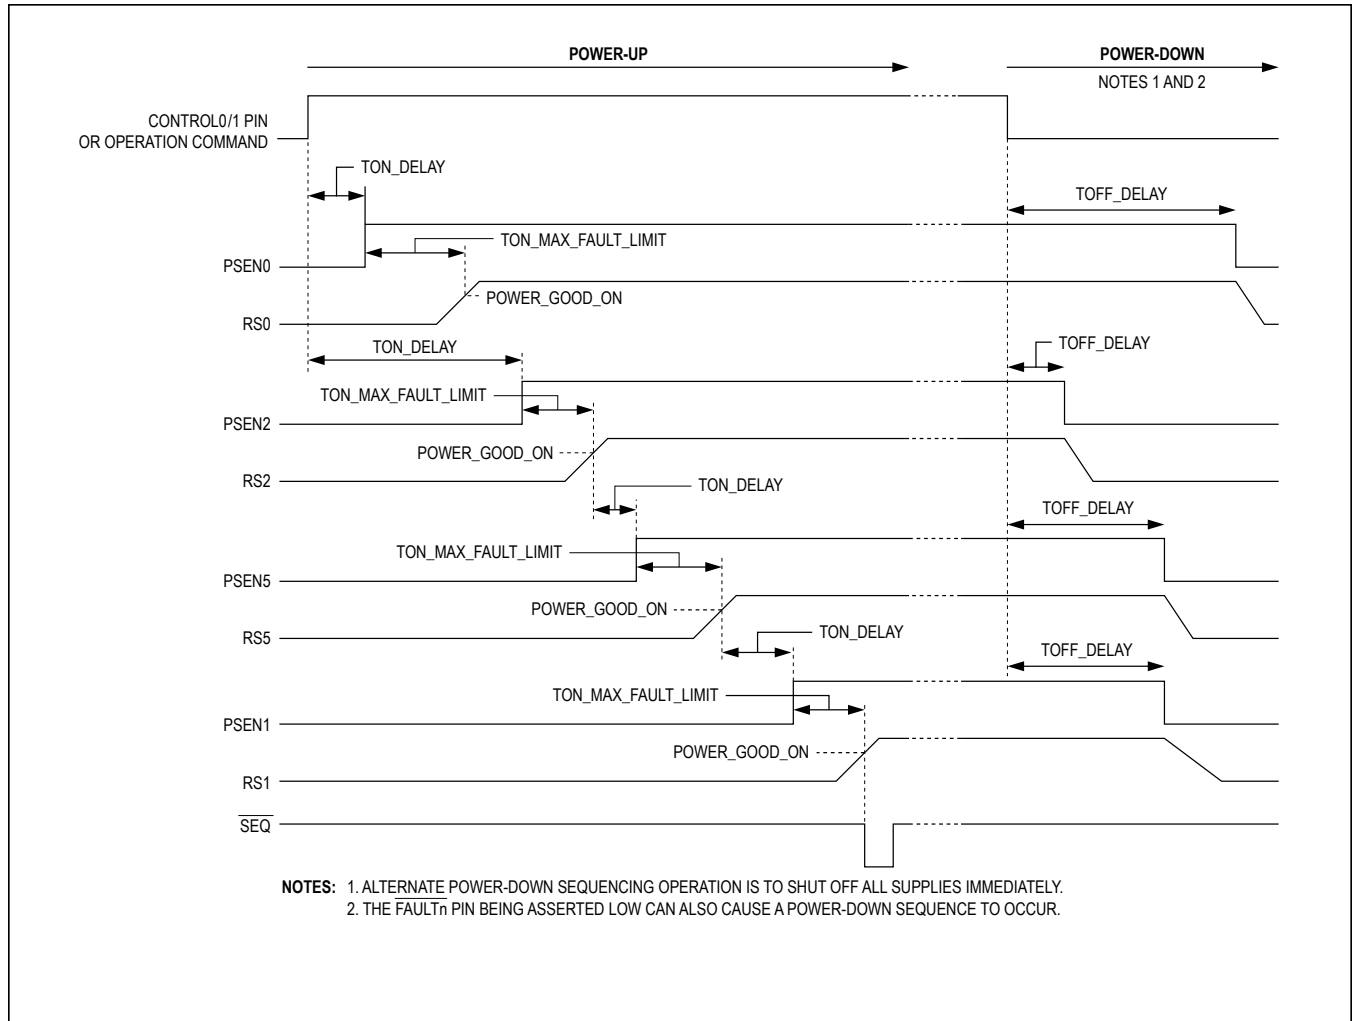 POWER-UP
POWER-DOWN
NOTES 1 AND 2
CONTROL0/1 PIN
OR OPERATION COMMAND
TON_DELAY
TOFF_DELAY
TON_MAX_FAULT_LIMIT
PSEN0
POWER_GOOD_ON
RS0
TON_DELAY
TOFF_DELAY
TON_MAX_FAULT_LIMIT
PSEN2
POWER_GOOD_ON
RS2
TON_DELAY
TOFF_DELAY
TON_MAX_FAULT_LIMIT
PSEN5
POWER_GOOD_ON
RS5
TON_DELAY
TOFF_DELAY
TON_MAX_FAULT_LIMIT
PSEN1
POWER_GOOD_ON
RS1
SEQ
NOTES: 1. ALTERNATE POWER-DOWN SEQUENCING OPERATION IS TO SHUT OFF ALL SUPPLIES IMMEDIATELY.
2. THE FAULTn PIN BEING ASSERTED LOW CAN ALSO CAUSE A POWER-DOWN SEQUENCE TO OCCUR.